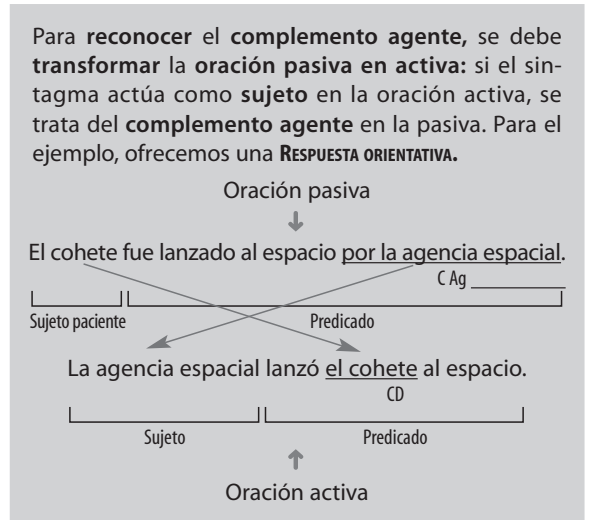 Para reconocer el complemento agente, se debe
transformar la oración pasiva en activa: si el sin-
tagma actúa como sujeto en la oración activa, se
trata del complemento agente en la pasiva. Para el
ejemplo, ofrecemos una RESPUESTA ORIENTATIVA.
Oración pasiva
El cohete fue lanzado al espacio por la agencia espacial.
C Ag
Sujeto paciente Predicado
La agencia espacial lanzó el cohete al espacio.
CD
Sujeto Predicado
Oración activa